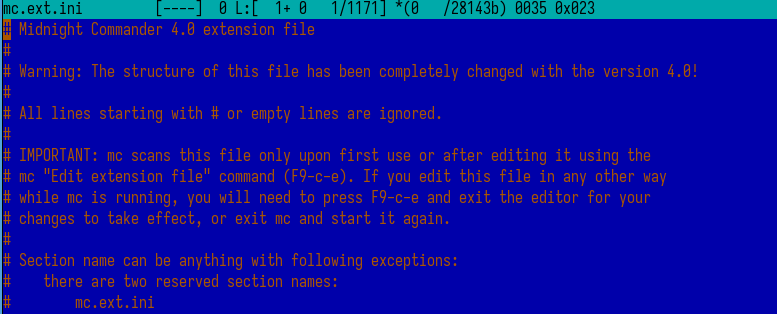 mc.ext.ini          [----]  0 L:[  1+ 0   1/1171] *(0   /28143b) 0035 0x023
# Midnight Commander 4.0 extension file
#
# Warning: The structure of this file has been completely changed with the version 4.0!
#
# All lines starting with # or empty lines are ignored.
#
# IMPORTANT: mc scans this file only upon first use or after editing it using the
# mc "Edit extension file" command (F9-c-e). If you edit this file in any other way
# while mc is running, you will need to press F9-c-e and exit the editor for your
# changes to take effect, or exit mc and start it again.
#
# Section name can be anything with following exceptions:
#    there are two reserved section names:
#        mc.ext.ini